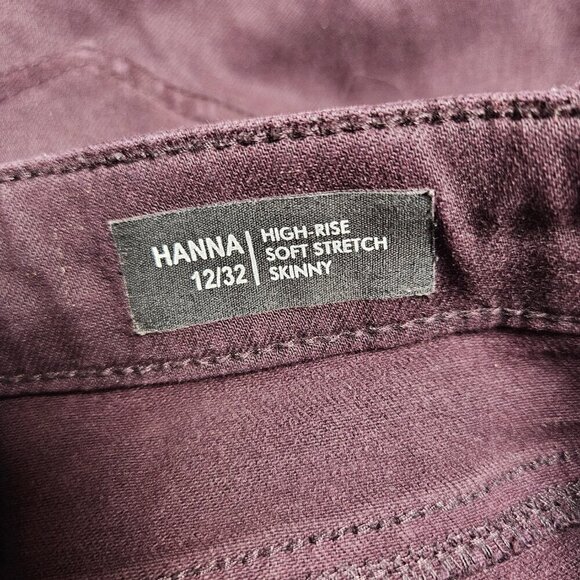 HANNA
12/32
HIGH-RISE
SOFT STRETCH
SKINNY